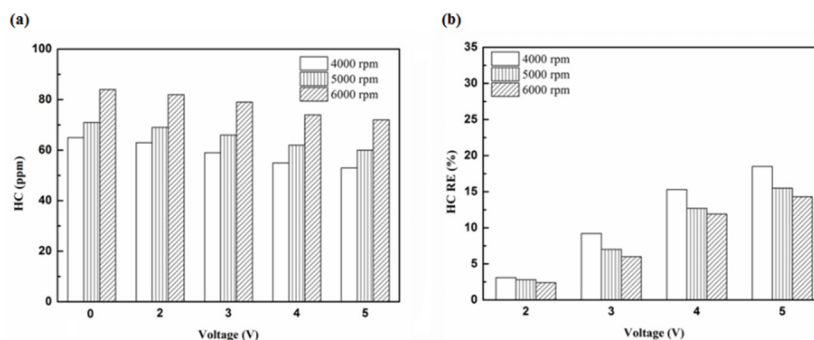 (a)
(b)
100
80
60
40
20
0
HC (ppm)
4000 rpm
5000 rpm
6000 rpm
0 2 3 4 5
Voltage (V)
35
30
25
20
15
10
5
0
HC RE (%)
4000 rpm
5000 rpm
6000 rpm
2 3 4 5
Voltage (V)